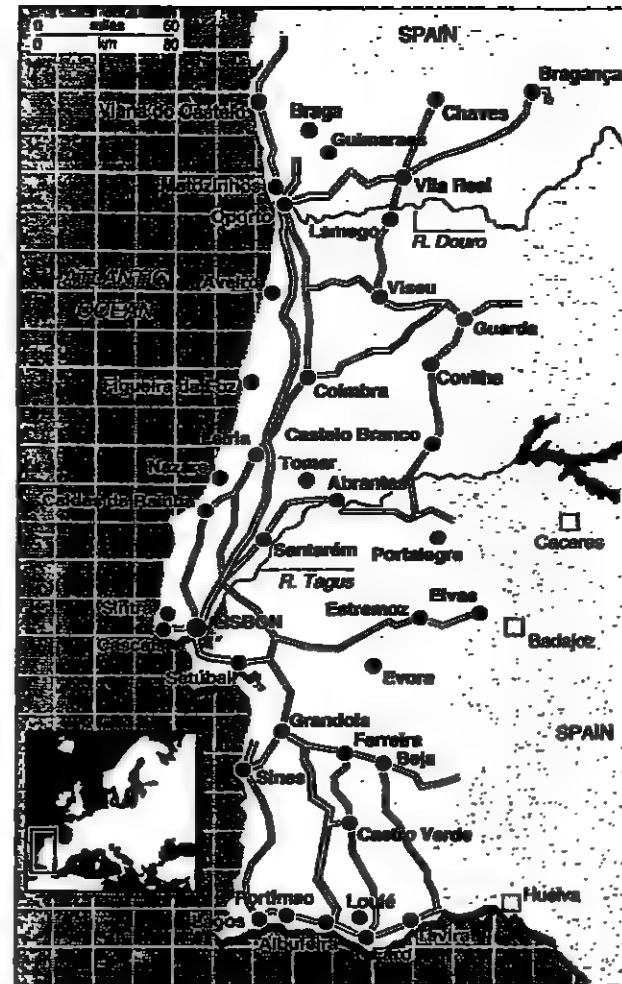 0 miles 50
0 km 80
SPAIN
Bragança
Viana do Castelo
Braga
Chaves
Guimaraes
Matozinhos
Vila Real
Oporto
Lamego
R. Douro
ATLANTIC
OCEAN
Aveiro
Viseu
Guarda
Figueira da Foz
Coimbra
Covilha
Leiria
Castelo Branco
Nazare
Tomar
Abrantes
Caldas da Rainha
Santarém
Portalegre
Caceres
R. Tagus
Sintra
LISBON
Estremoz
Elvas
Cascais
Badajoz
Setúbal
Evora
Grandola
Ferreira
Beja
SPAIN
Sines
Castro Verde
Portimao
Loulé
Huelva
Lagos
Albufeira
Faro
Tavira